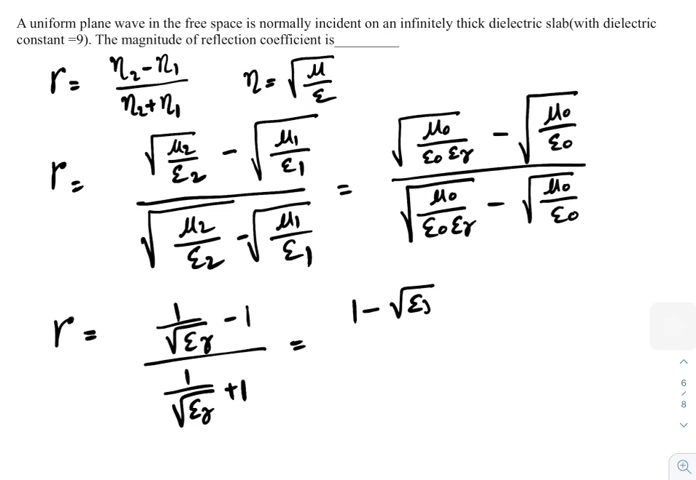 A uniform plane wave in the free space is normally incident on an infinitely thick dielectric slab(with dielectric
constant =9). The magnitude of reflection coefficient is__________
r = (η2 - η1) / (η2 + η1)    η = √(μ/ε)
r = (√(μ2/ε2) - √(μ1/ε1)) / (√(μ2/ε2) - √(μ1/ε1)) = (√(μ0/ε0εr) - √(μ0/ε0)) / (√(μ0/ε0εr) - √(μ0/ε0))
r = (1/√εr - 1) / (1/√εr + 1) = 1 - √ε
6
/
8